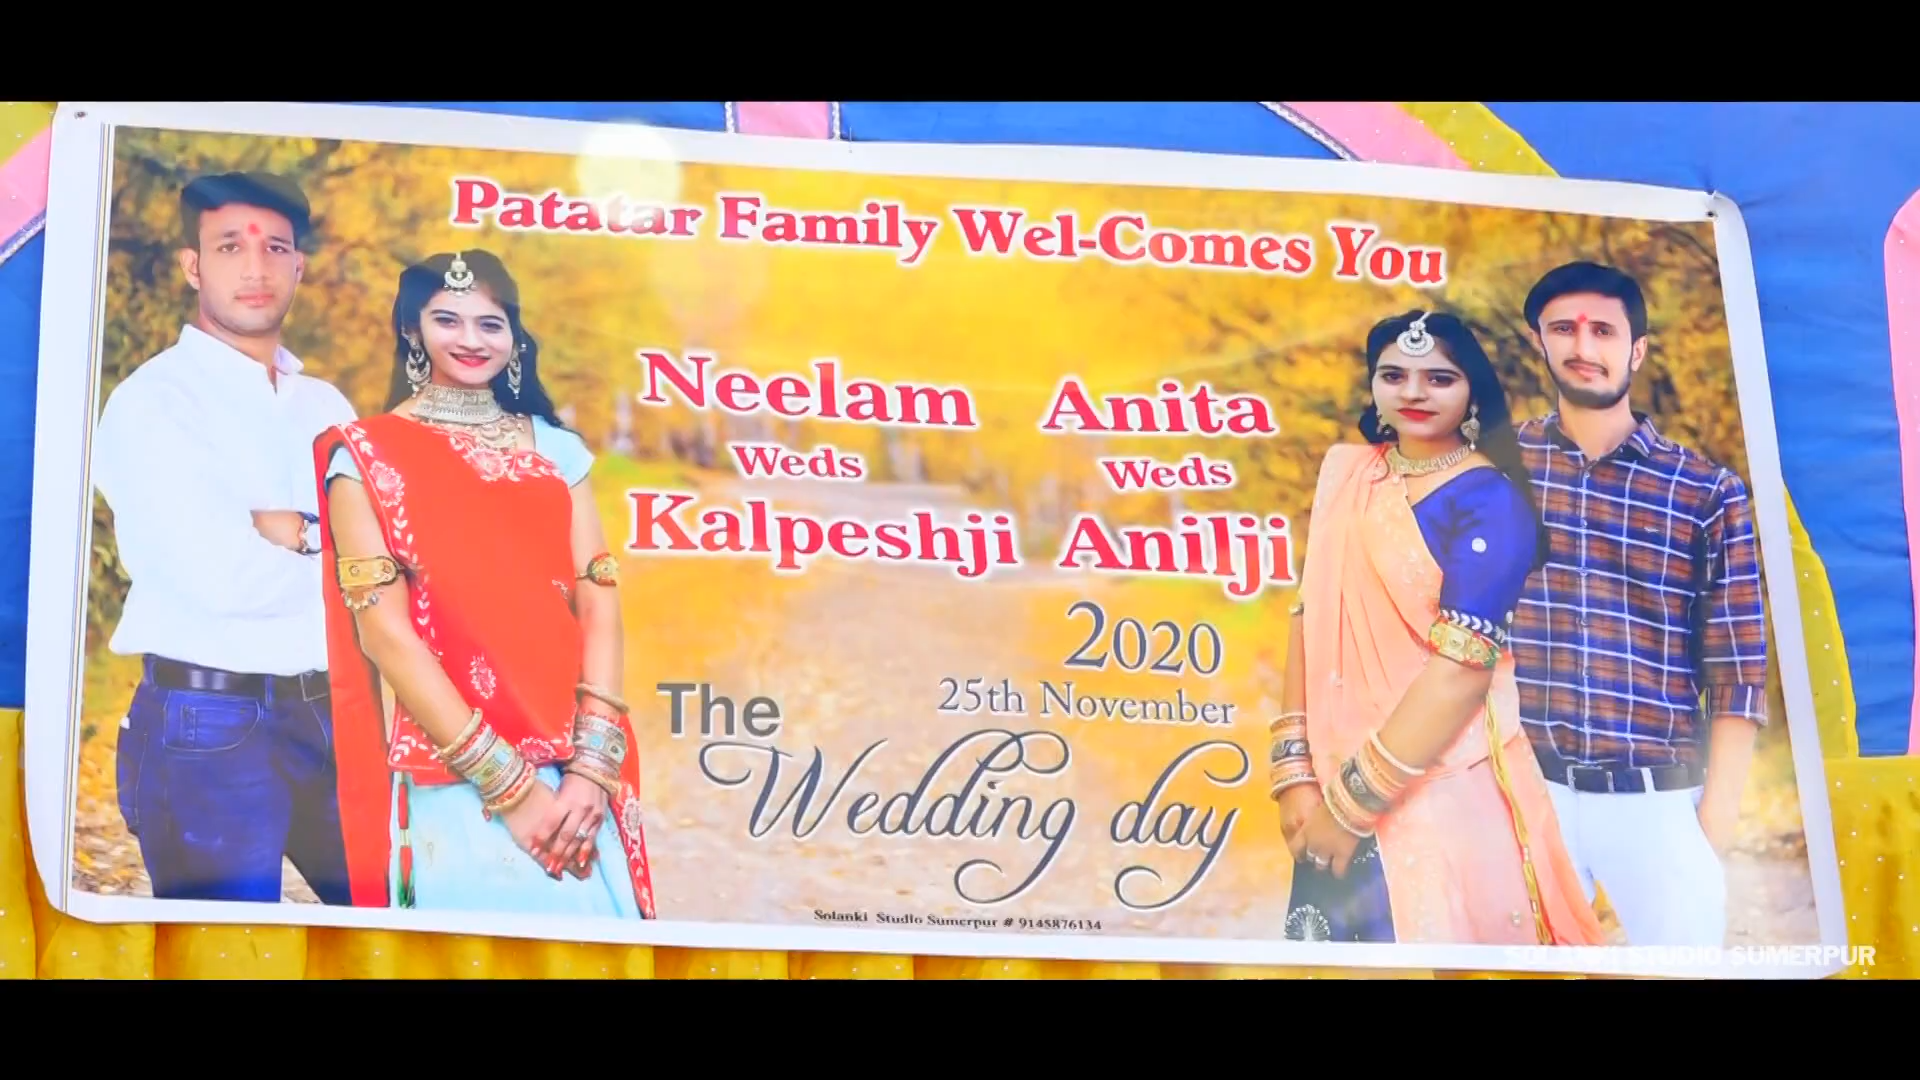 Patatar Family Wel-Comes You
Neelam Anita
Weds Weds
Kalpeshji Anilji
2020
25th November
The
Wedding day
Solanki Studio Sumerpur # 9145876134
SOLANKI STUDIO SUMERPUR